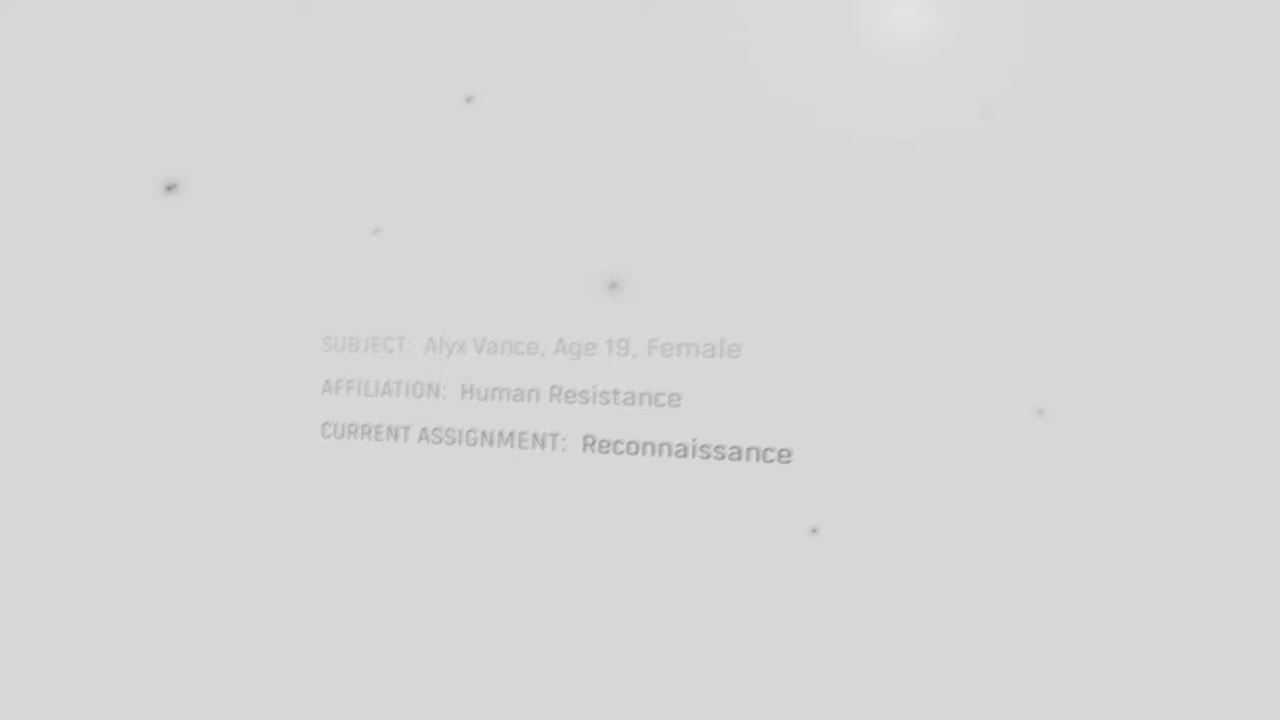 SUBJECT: Alyx Vance, Age 19, Female
AFFILIATION: Human Resistance
CURRENT ASSIGNMENT: Reconnaissance